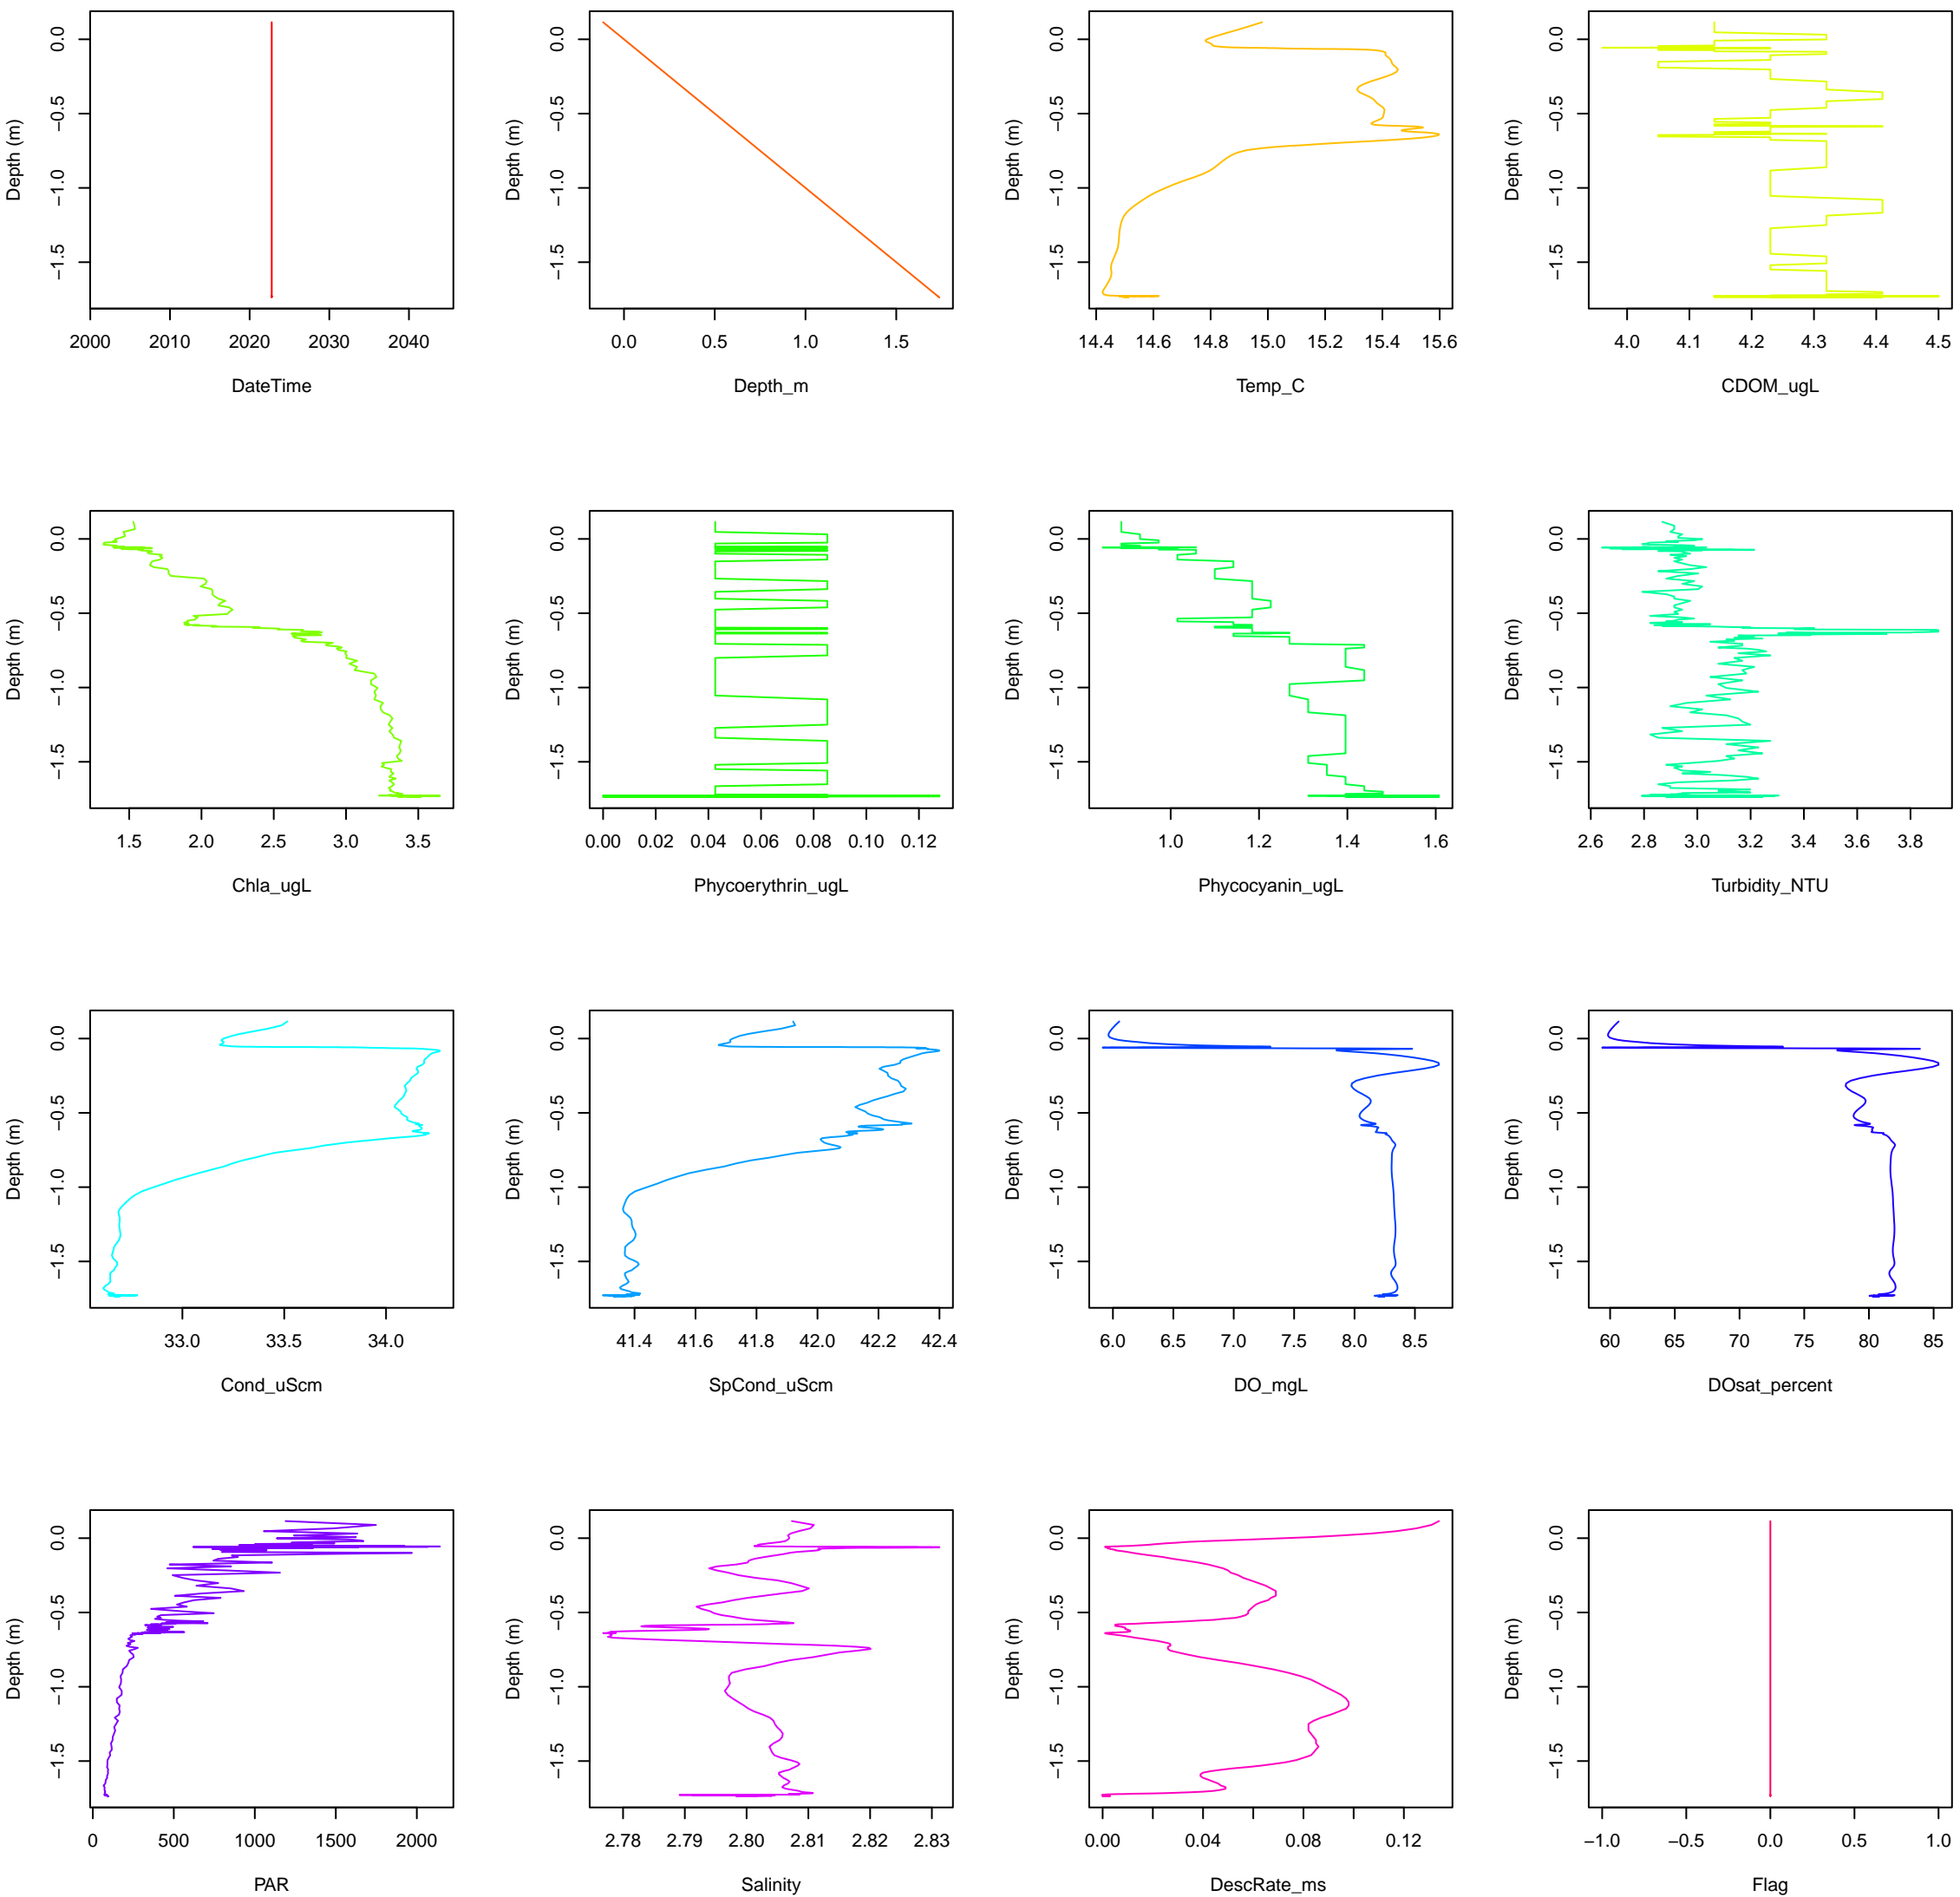 Depth (m)
−1.5 −1.0 −0.5 0.0
2000 2010 2020 2030 2040
DateTime
Depth (m)
−1.5 −1.0 −0.5 0.0
0.0 0.5 1.0 1.5
Depth_m
Depth (m)
−1.5 −1.0 −0.5 0.0
14.4 14.6 14.8 15.0 15.2 15.4 15.6
Temp_C
Depth (m)
−1.5 −1.0 −0.5 0.0
4.0 4.1 4.2 4.3 4.4 4.5
CDOM_ugL
Depth (m)
−1.5 −1.0 −0.5 0.0
1.5 2.0 2.5 3.0 3.5
Chla_ugL
Depth (m)
−1.5 −1.0 −0.5 0.0
0.00 0.02 0.04 0.06 0.08 0.10 0.12
Phycoerythrin_ugL
Depth (m)
−1.5 −1.0 −0.5 0.0
1.0 1.2 1.4 1.6
Phycocyanin_ugL
Depth (m)
−1.5 −1.0 −0.5 0.0
2.6 2.8 3.0 3.2 3.4 3.6 3.8
Turbidity_NTU
Depth (m)
−1.5 −1.0 −0.5 0.0
33.0 33.5 34.0
Cond_uScm
Depth (m)
−1.5 −1.0 −0.5 0.0
41.4 41.6 41.8 42.0 42.2 42.4
SpCond_uScm
Depth (m)
−1.5 −1.0 −0.5 0.0
6.0 6.5 7.0 7.5 8.0 8.5
DO_mgL
Depth (m)
−1.5 −1.0 −0.5 0.0
60 65 70 75 80 85
DOsat_percent
Depth (m)
−1.5 −1.0 −0.5 0.0
0 500 1000 1500 2000
PAR
Depth (m)
−1.5 −1.0 −0.5 0.0
2.78 2.79 2.80 2.81 2.82 2.83
Salinity
Depth (m)
−1.5 −1.0 −0.5 0.0
0.00 0.04 0.08 0.12
DescRate_ms
Depth (m)
−1.5 −1.0 −0.5 0.0
−1.0 −0.5 0.0 0.5 1.0
Flag